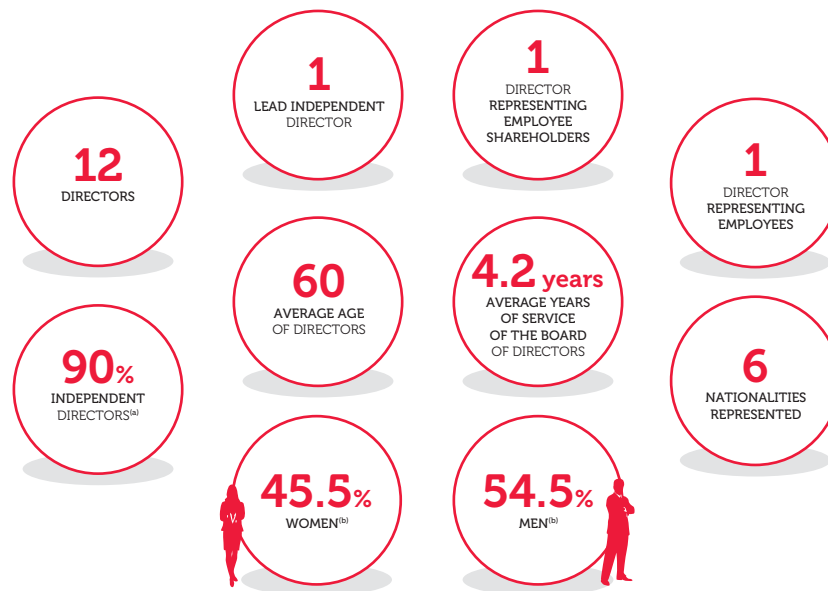 1
LEAD INDEPENDENT
DIRECTOR
1
DIRECTOR
REPRESENTING
EMPLOYEE
SHAREHOLDERS
12
DIRECTORS
1
DIRECTOR
REPRESENTING
EMPLOYEES
60
AVERAGE AGE
OF DIRECTORS
4.2 years
AVERAGE YEARS
OF SERVICE
OF THE BOARD
OF DIRECTORS
90%
INDEPENDENT
DIRECTORS(a)
6
NATIONALITIES
REPRESENTED
45.5%
WOMEN(b)
54.5%
MEN(b)